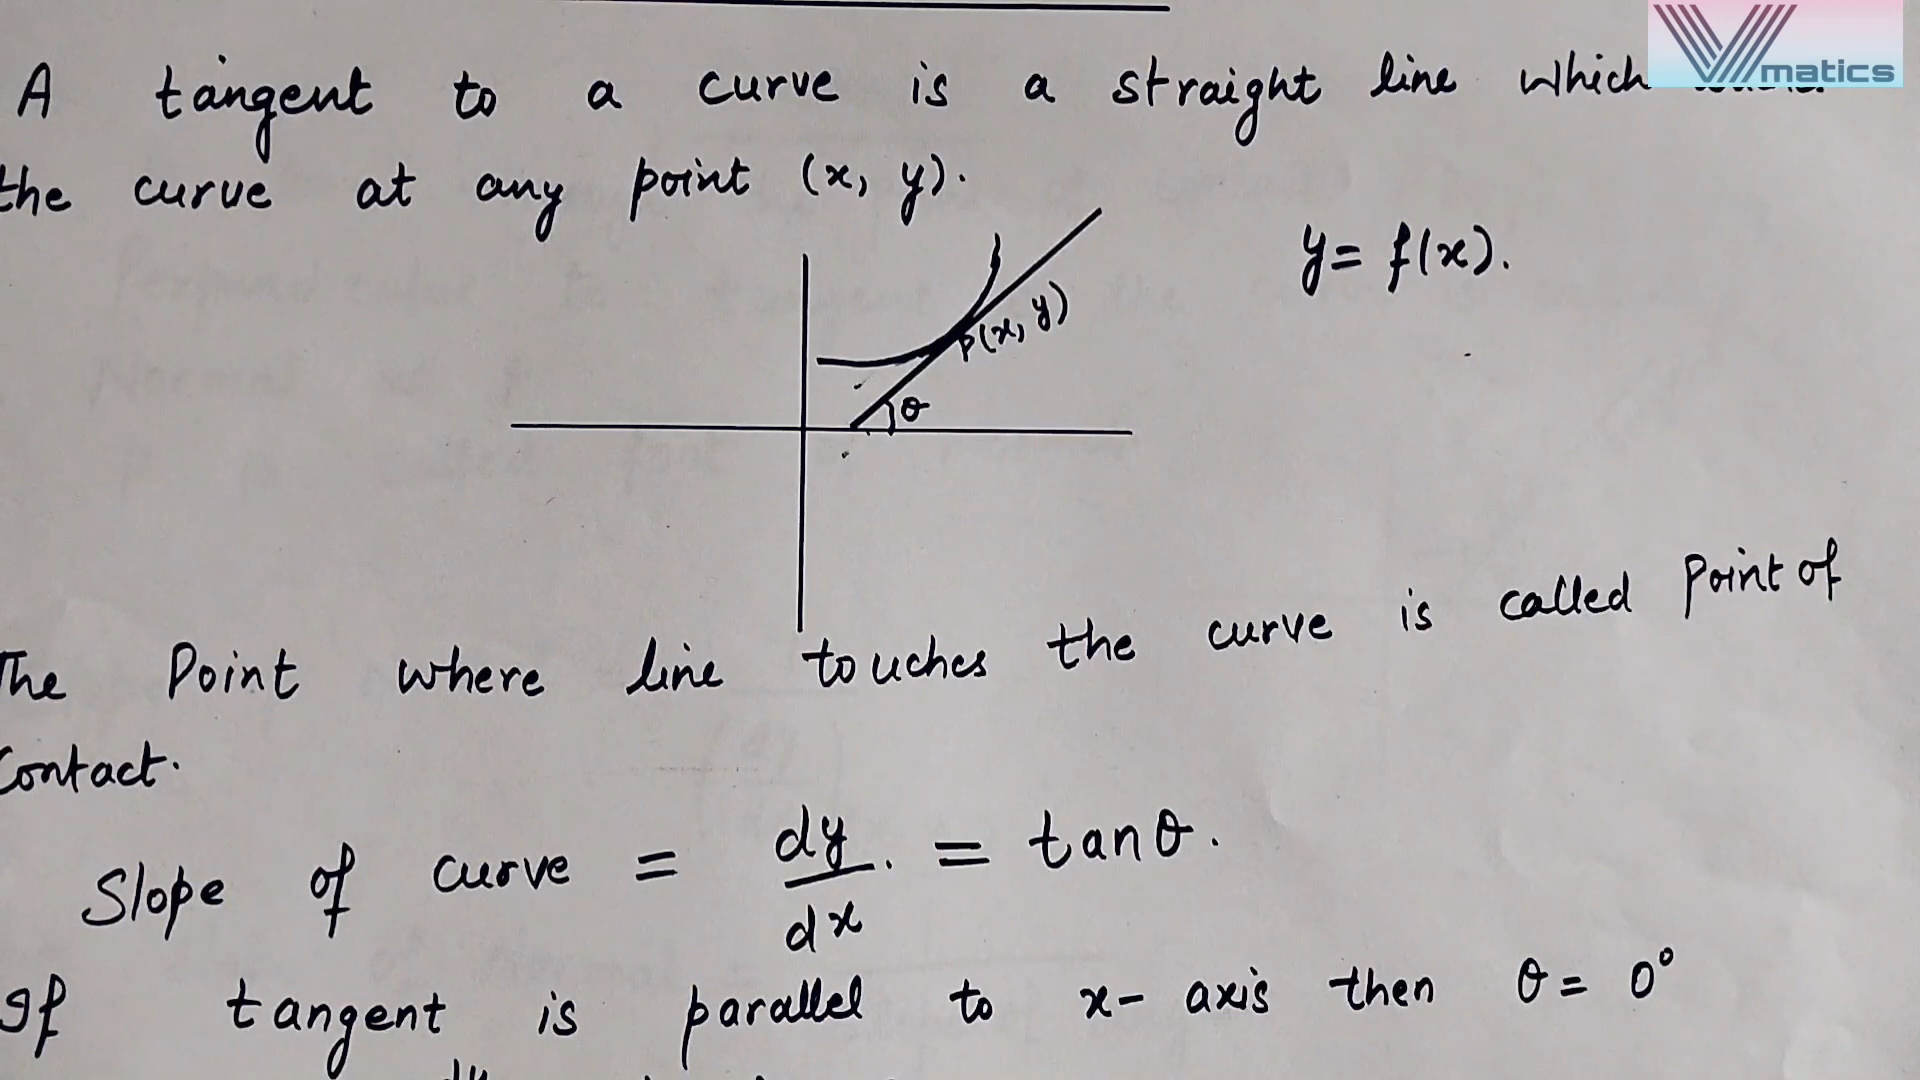 Vmatics
A tangent to a curve is a straight line which
the curve at any point (x, y).
y = f(x).
P(x, y)
θ
The Point where line touches the curve is called Point of
Contact.
Slope of curve = dy/dx. = tanθ.
If tangent is parallel to x- axis then θ = 0°